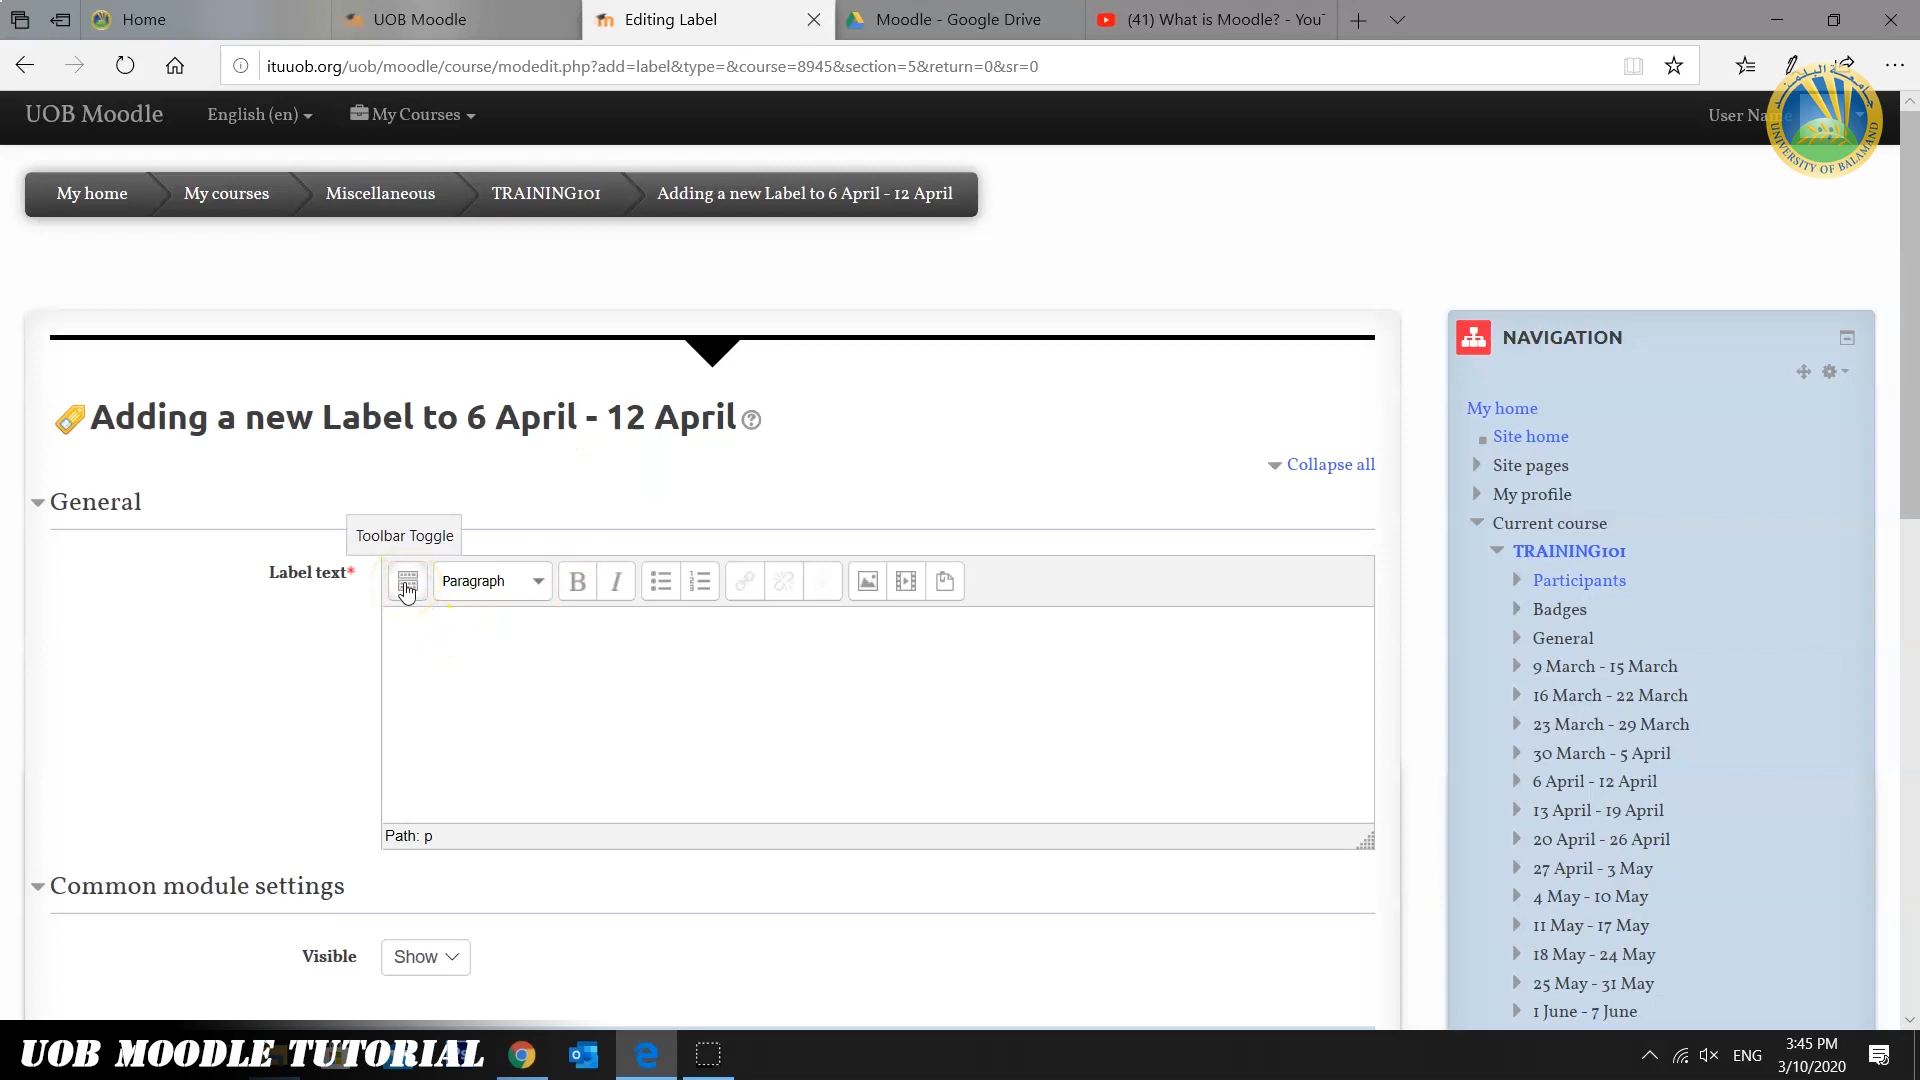 Home
UOB Moodle
Editing Label
Moodle - Google Drive
(41) What is Moodle? - You
ituuob.org/uob/moodle/course/modedit.php?add=label&type=&course=8945&section=5&return=0&sr=0
UOB Moodle
English (en)
My Courses
جامعة البلمند
UNIVERSITY OF BALAMAND
My home
My courses
Miscellaneous
TRAINING101
Adding a new Label to 6 April - 12 April
Adding a new Label to 6 April - 12 April
Collapse all
General
Toolbar Toggle
Label text*
Paragraph
B
I
Path: p
Common module settings
Visible
Show
NAVIGATION
My home
Site home
Site pages
My profile
Current course
TRAINING101
Participants
Badges
General
9 March - 15 March
16 March - 22 March
23 March - 29 March
30 March - 5 April
6 April - 12 April
13 April - 19 April
20 April - 26 April
27 April - 3 May
4 May - 10 May
11 May - 17 May
18 May - 24 May
25 May - 31 May
1 June - 7 June
UOB MOODLE TUTORIAL
ENG
3:45 PM
3/10/2020